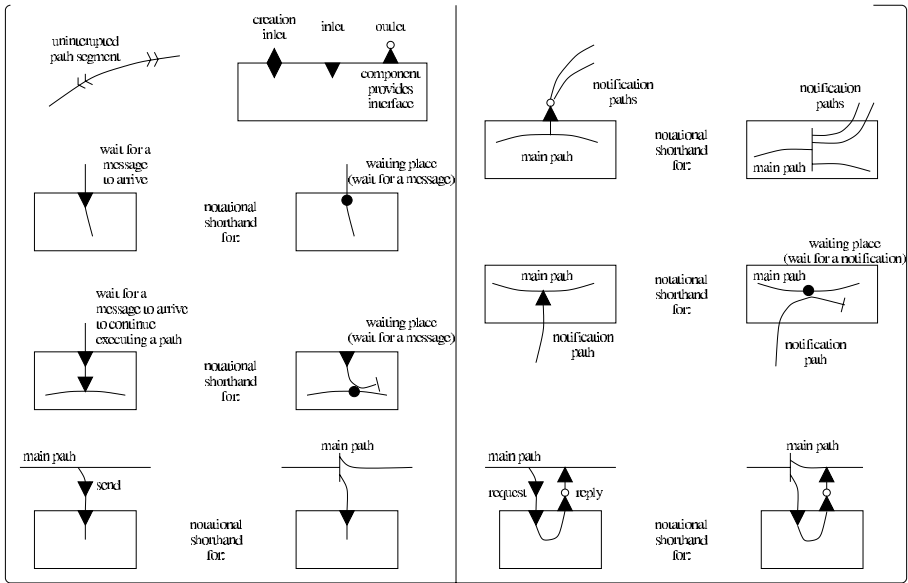 uninterrupted
path segment
creation
inlet
inlet
outlet
component
provides
interface
wait for a
message
to arrive
notational
shorthand
for:
waiting place
(wait for a message)
wait for a
message to arrive
to continue
executing a path
notational
shorthand
for:
waiting place
(wait for a message)
main path
send
notational
shorthand
for:
main path
notification
paths
main path
notational
shorthand
for:
notification
paths
main path
main path
notification
path
notational
shorthand
for:
waiting place
(wait for a notification)
main path
notification
path
main path
request
reply
notational
shorthand
for:
main path